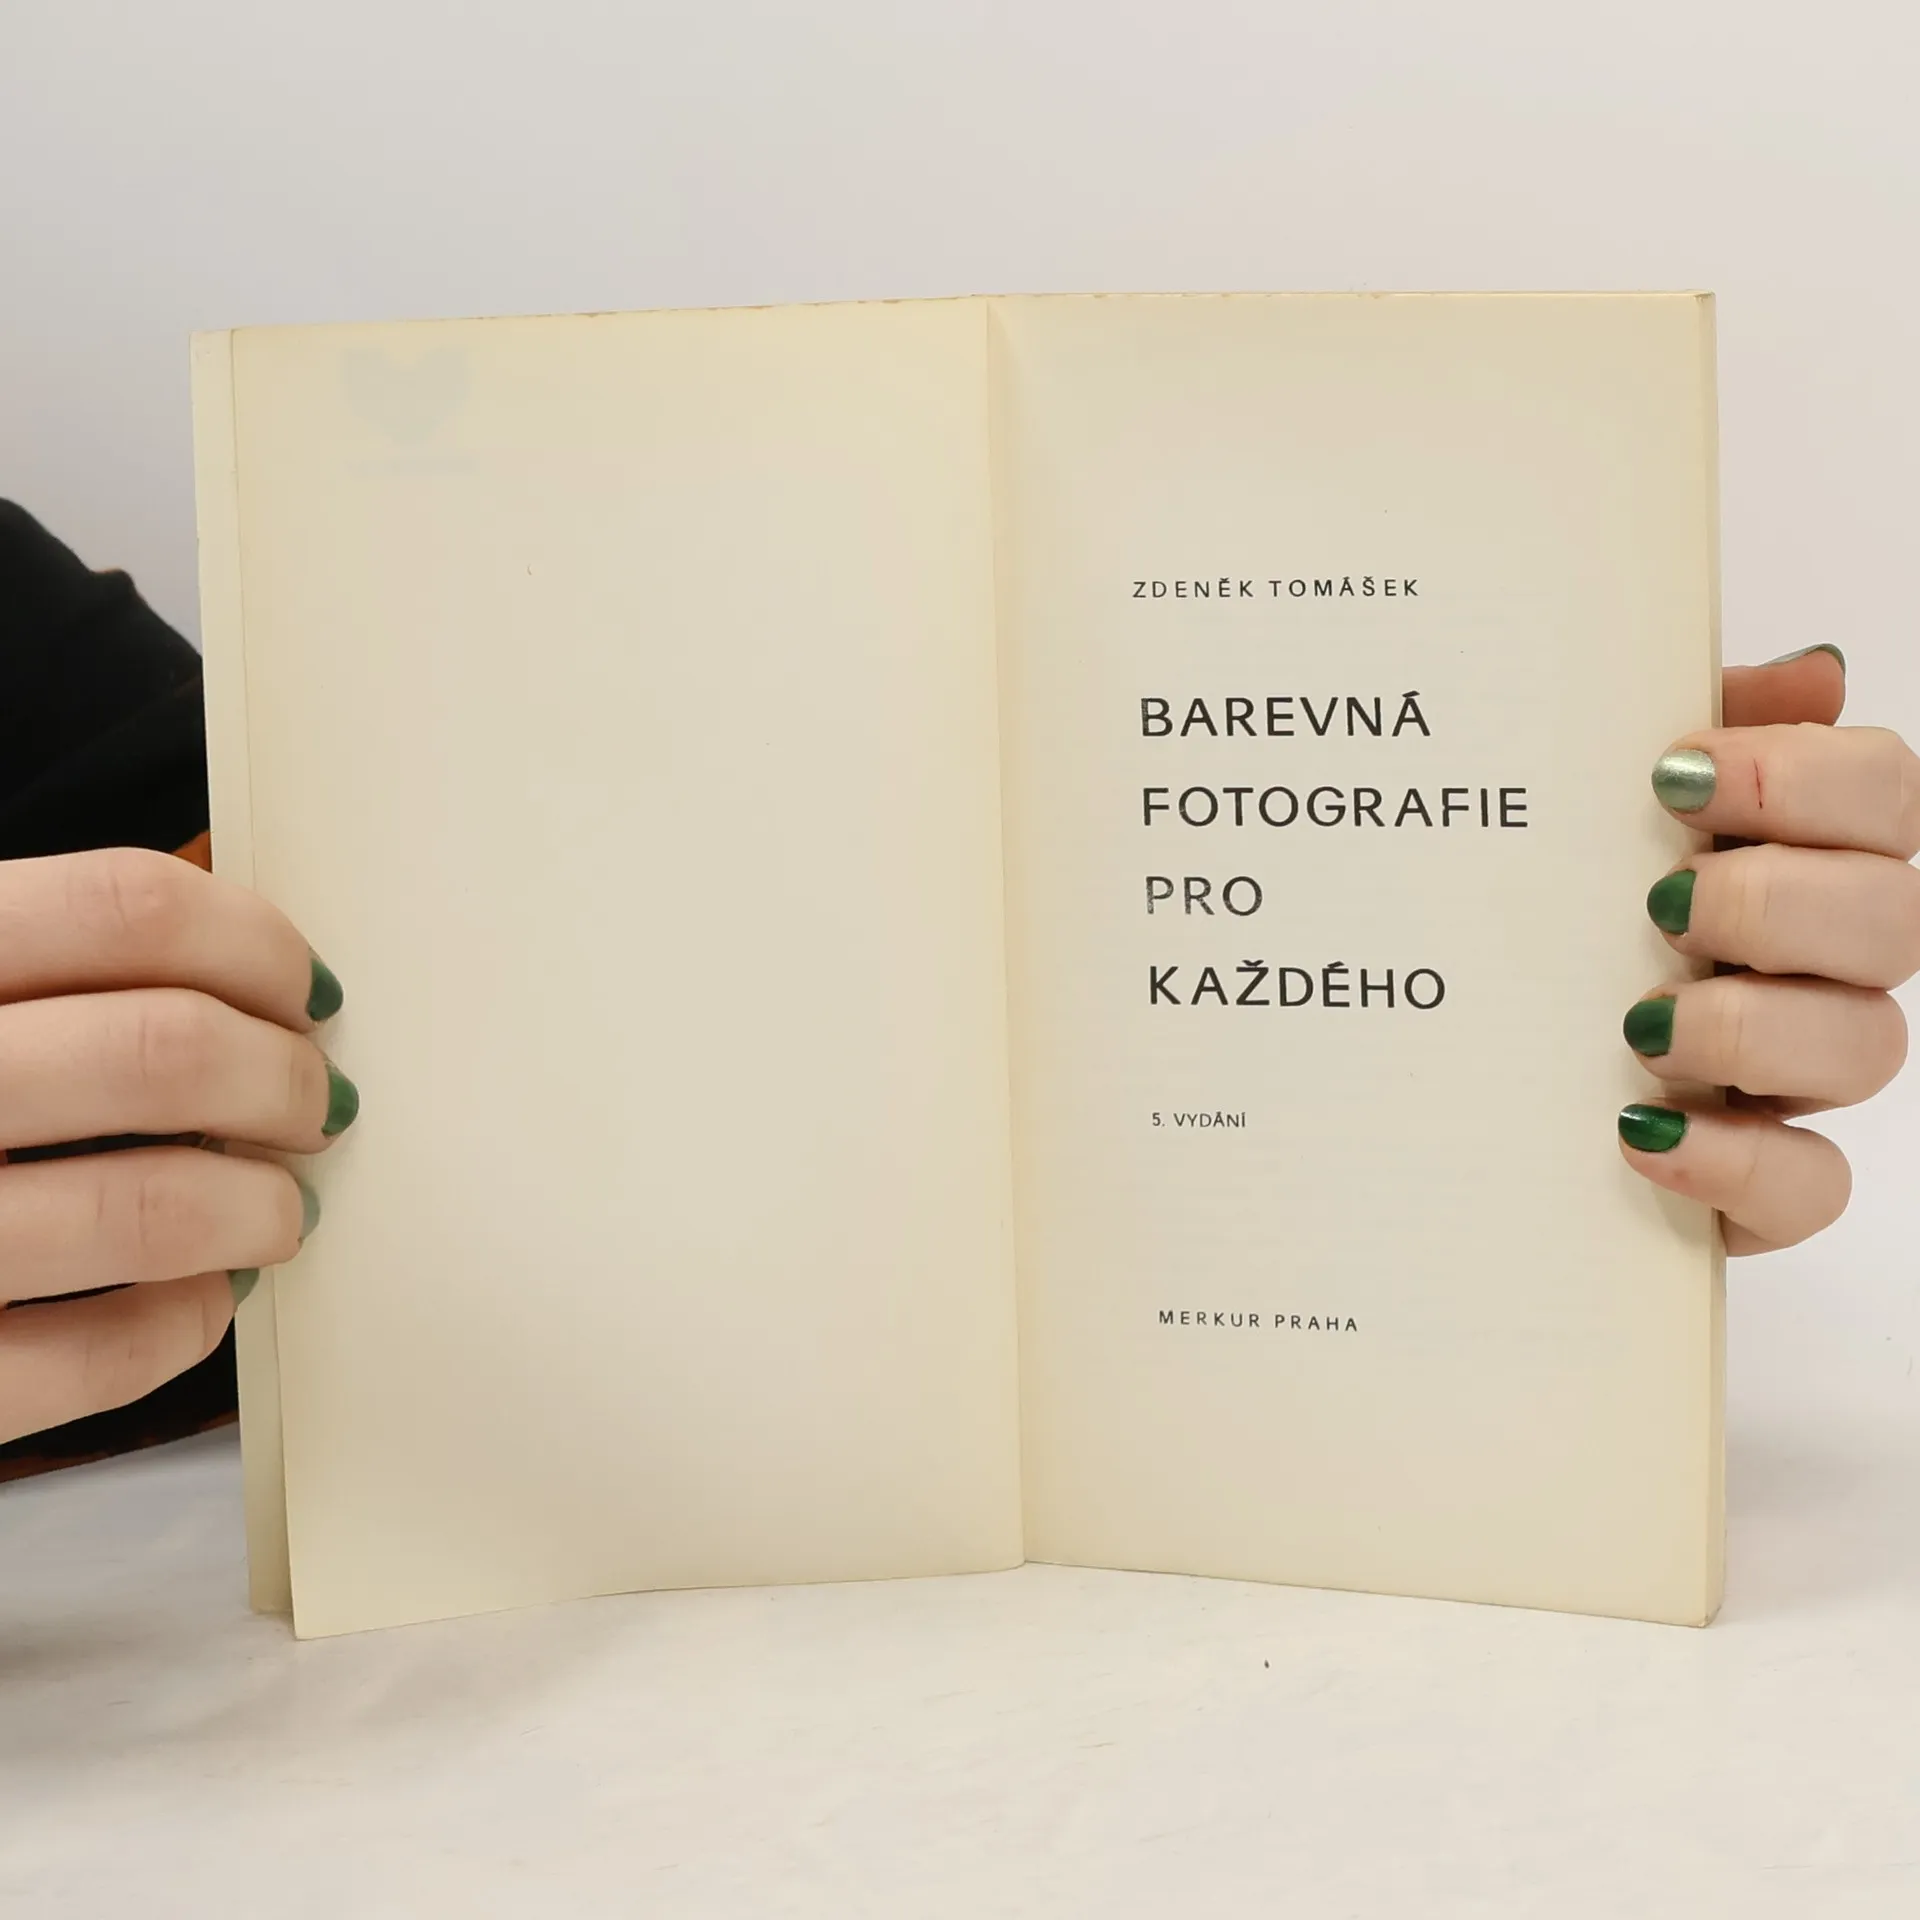 ZDENĚK TOMÁŠEK
BAREVNÁ
FOTOGRAFIE
PRO
KAŽDÉHO
5. VYDÁNÍ
MERKUR PRAHA